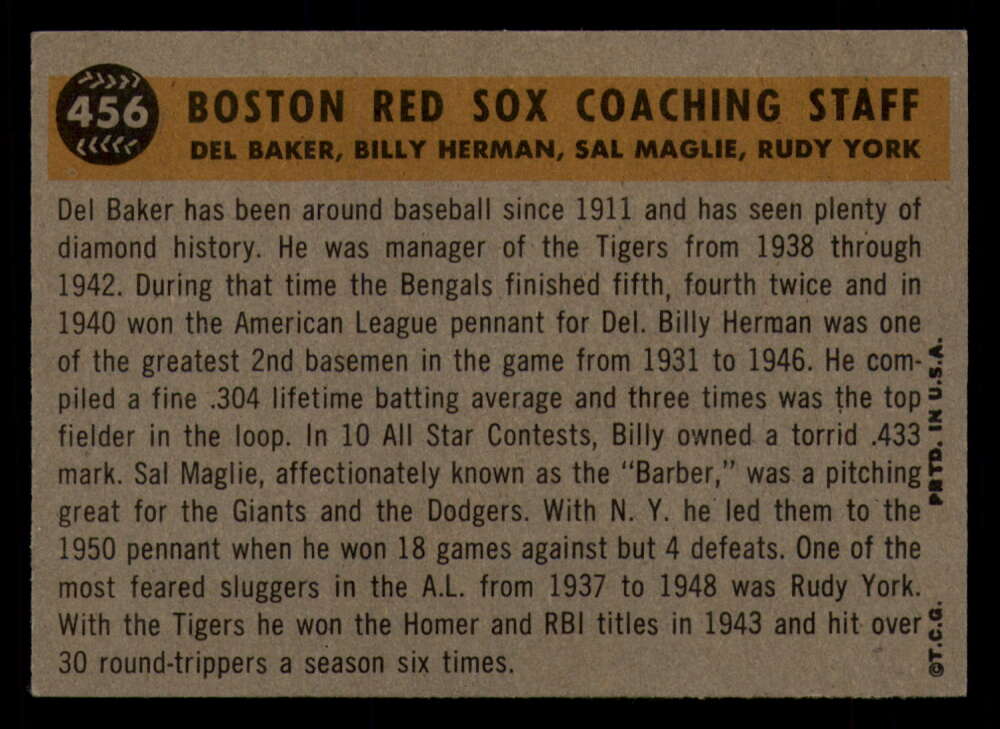 456
BOSTON RED SOX COACHING STAFF
DEL BAKER, BILLY HERMAN, SAL MAGLIE, RUDY YORK
Del Baker has been around baseball since 1911 and has seen plenty of
diamond history. He was manager of the Tigers from 1938 through
1942. During that time the Bengals finished fifth, fourth twice and in
1940 won the American League pennant for Del. Billy Herman was one
of the greatest 2nd basemen in the game from 1931 to 1946. He com-
piled a fine .304 lifetime batting average and three times was the top
fielder in the loop. In 10 All Star Contests, Billy owned a torrid .433
mark. Sal Maglie, affectionately known as the "Barber," was a pitching
great for the Giants and the Dodgers. With N. Y. he led them to the
1950 pennant when he won 18 games against but 4 defeats. One of the
most feared sluggers in the A.L. from 1937 to 1948 was Rudy York.
With the Tigers he won the Homer and RBI titles in 1943 and hit over
30 round-trippers a season six times.
©T.C.G. PRTD. IN U.S.A.